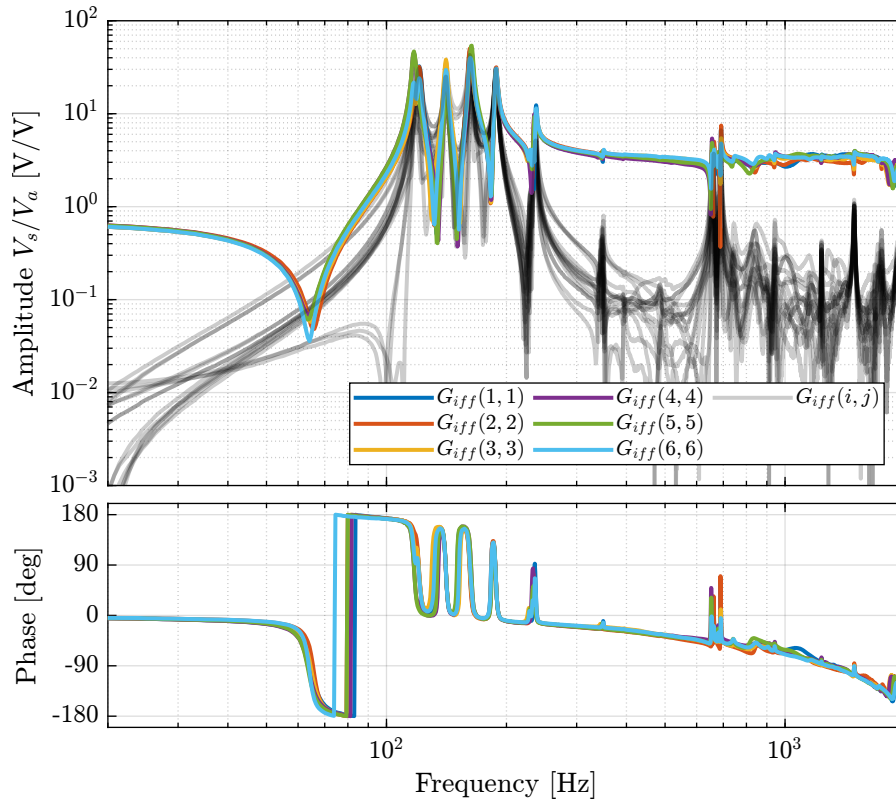 Amplitude V_s/V_a [V/V]
10^2
10^1
10^0
10^-1
10^-2
10^-3
G_iff(1, 1) G_iff(4, 4) G_iff(i, j)
G_iff(2, 2) G_iff(5, 5)
G_iff(3, 3) G_iff(6, 6)
Phase [deg]
180
90
0
-90
-180
10^2 10^3
Frequency [Hz]